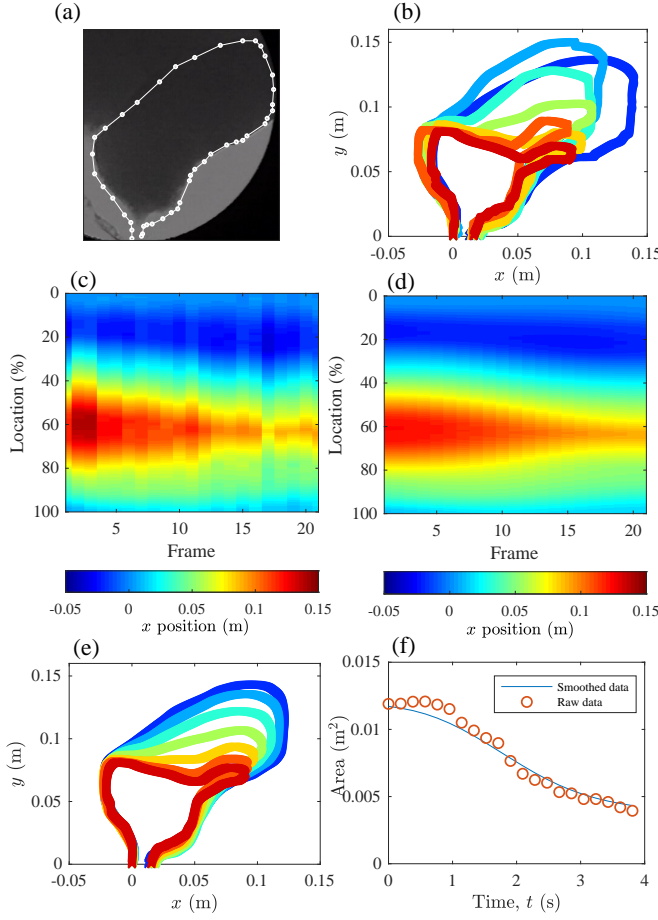 (a)
(b)
0.15
0.1
0.05
0
y (m)
-0.05
0
0.05
0.1
0.15
x (m)
(c)
0
20
40
60
80
100
Location (%)
5
10
15
20
Frame
-0.05
0
0.05
0.1
0.15
x position (m)
(d)
0
20
40
60
80
100
Location (%)
5
10
15
20
Frame
-0.05
0
0.05
0.1
0.15
x position (m)
(e)
0.15
0.1
0.05
0
y (m)
-0.05
0
0.05
0.1
0.15
x (m)
(f)
0.015
0.01
0.005
0
Area (m²)
Smoothed data
Raw data
0
1
2
3
4
Time, t (s)